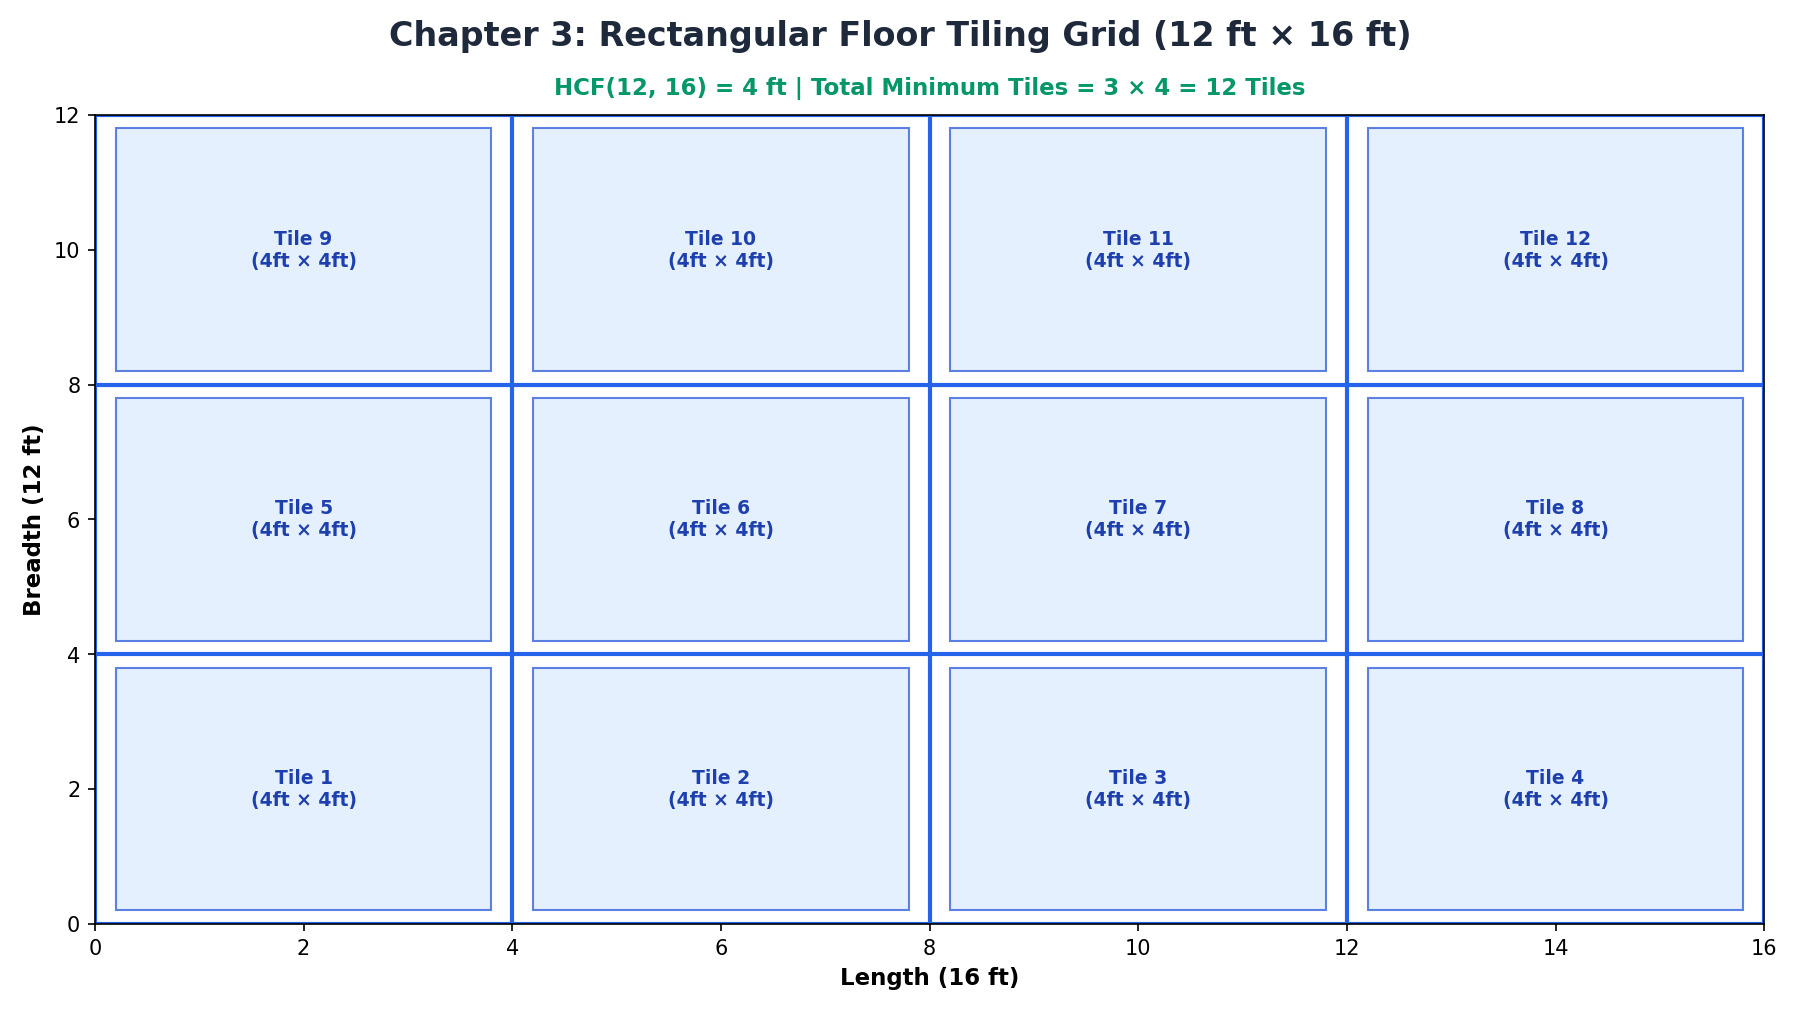 Chapter 3: Rectangular Floor Tiling Grid (12 ft × 16 ft)
HCF(12, 16) = 4 ft | Total Minimum Tiles = 3 × 4 = 12 Tiles
12
Tile 9
(4ft × 4ft)
Tile 10
(4ft × 4ft)
Tile 11
(4ft × 4ft)
Tile 12
(4ft × 4ft)
10
8
Tile 5
(4ft × 4ft)
Tile 6
(4ft × 4ft)
Tile 7
(4ft × 4ft)
Tile 8
(4ft × 4ft)
6
Breadth (12 ft)
4
Tile 1
(4ft × 4ft)
Tile 2
(4ft × 4ft)
Tile 3
(4ft × 4ft)
Tile 4
(4ft × 4ft)
2
0
0 2 4 6 8 10 12 14 16
Length (16 ft)